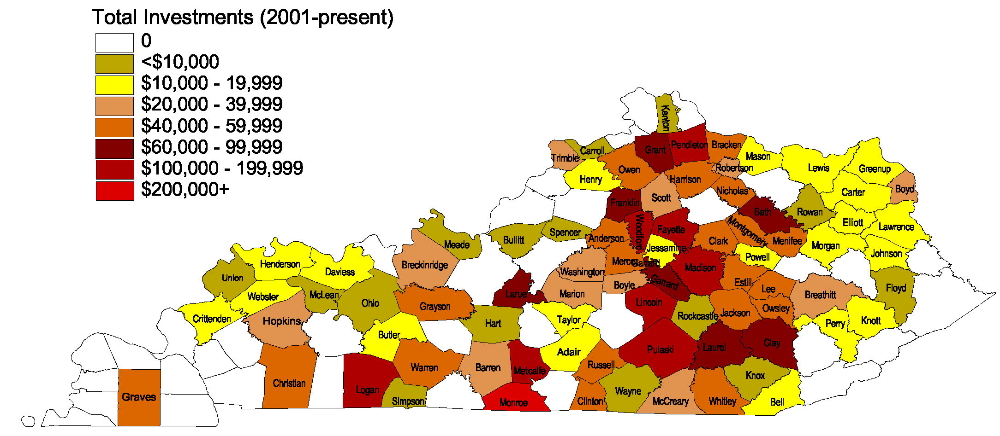 Total Investments (2001-present)
0
<$10,000
$10,000 - 19,999
$20,000 - 39,999
$40,000 - 59,999
$60,000 - 99,999
$100,000 - 199,999
$200,000+
Kenton
Grant
Pendleton
Bracken
Carroll
Trimble
Mason
Owen
Robertson
Lewis
Greenup
Henry
Harrison
Nicholas
Carter
Boyd
Scott
Franklin
Bath
Rowan
Elliott
Lawrence
Woodford
Fayette
Montgomery
Spencer
Bullitt
Meade
Anderson
Clark
Menifee
Morgan
Jessamine
Johnson
Powell
Henderson
Daviess
Breckinridge
Mercer
Garrard
Madison
Washington
Union
Estill
Garrard
Boyle
Lee
Floyd
Webster
McLean
Larue
Marion
Breathitt
Ohio
Grayson
Lincoln
Owsley
Jackson
Rockcastle
Crittenden
Hopkins
Taylor
Hart
Perry
Knott
Butler
Clay
Laurel
Pulaski
Adair
Warren
Barren
Metcalfe
Russell
Knox
Christian
Logan
Wayne
Graves
Simpson
Monroe
Clinton
McCreary
Whitley
Bell